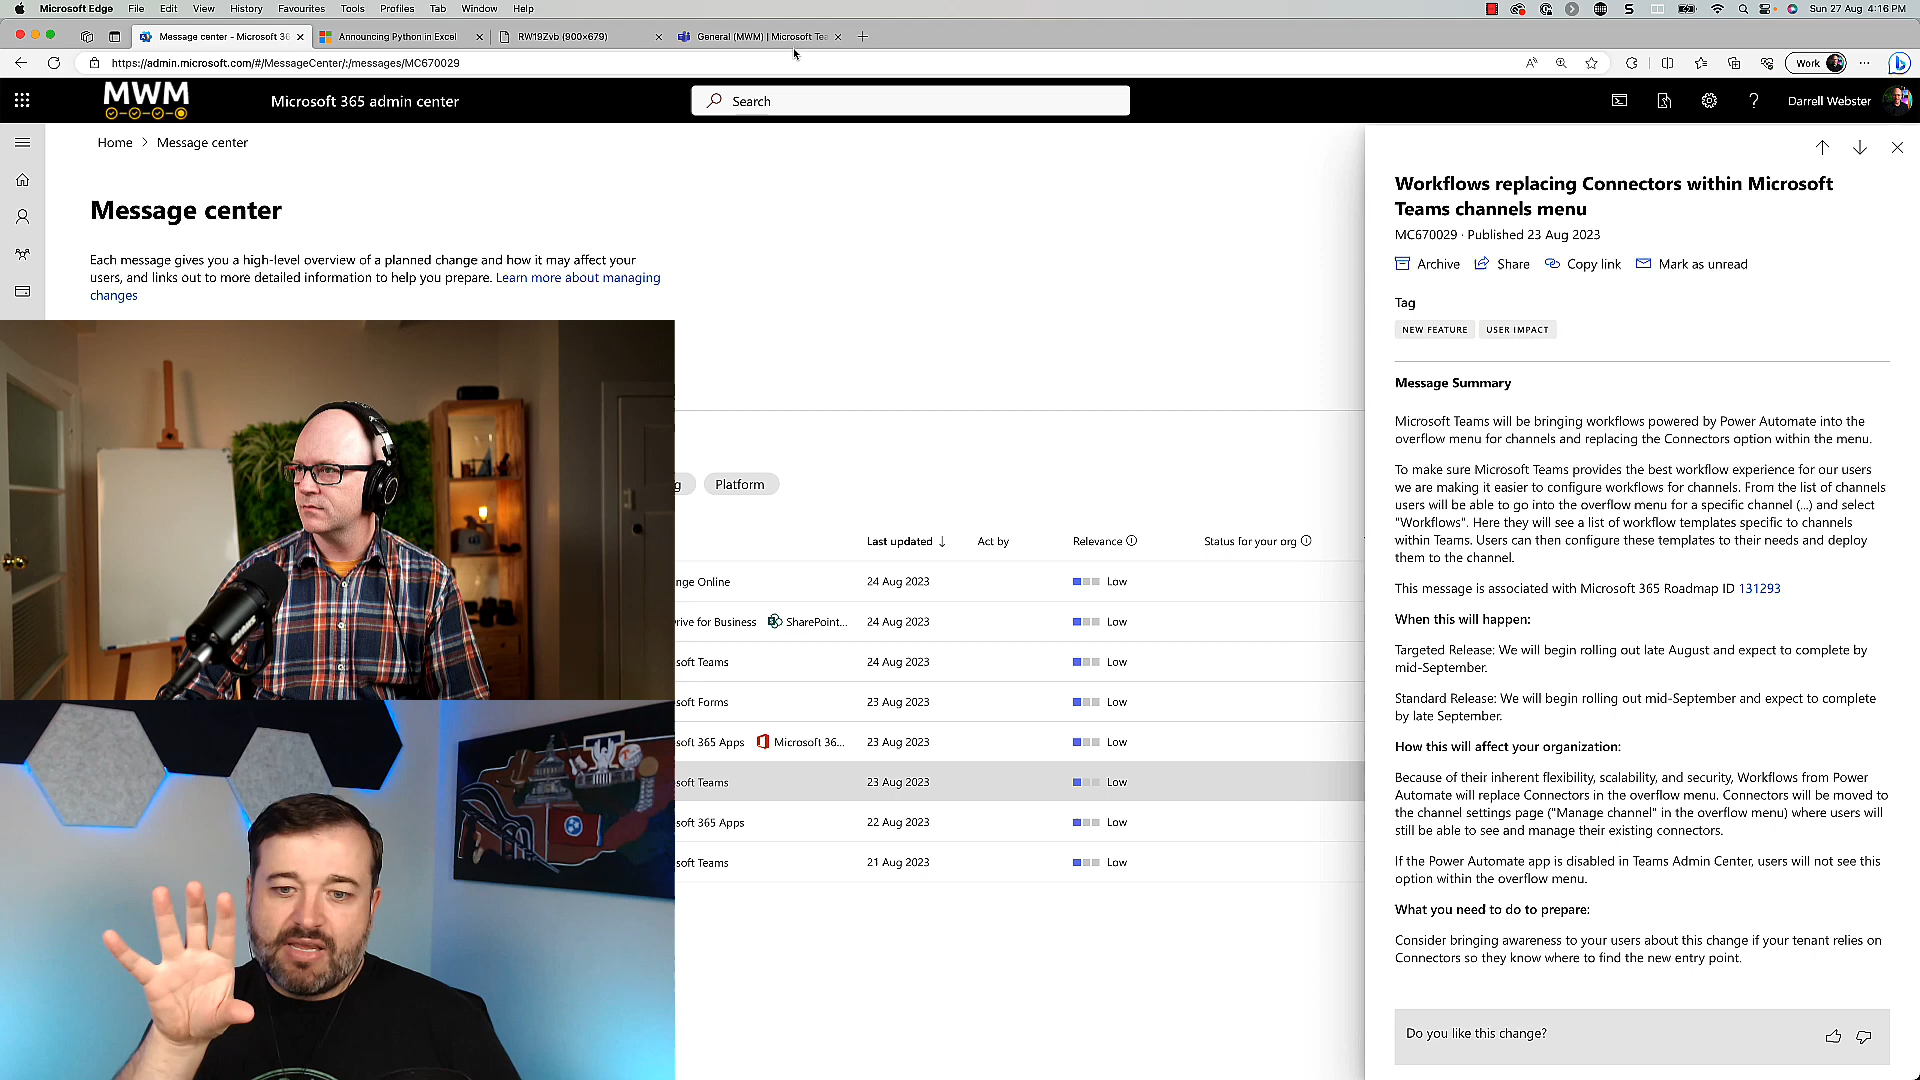 Microsoft Edge File Edit View History Favourites Tools Profiles Tab Window Help
Sun 27 Aug 4:16 PM
Message center - Microsoft 36
Announcing Python in Excel
RW19Zvb (900×679)
General (MWM) | Microsoft Tea
https://admin.microsoft.com/#/MessageCenter/:/messages/MC670029
Work
MWM
Microsoft 365 admin center
Search
Darrell Webster
Home > Message center
Message center
Each message gives you a high-level overview of a planned change and how it may affect your
users, and links out to more detailed information to help you prepare. Learn more about managing
changes
g
Platform
Last updated ↓ Act by Relevance Status for your org
nge Online 24 Aug 2023 Low
rive for Business SharePoint... 24 Aug 2023 Low
soft Teams 24 Aug 2023 Low
soft Forms 23 Aug 2023 Low
soft 365 Apps Microsoft 36... 23 Aug 2023 Low
soft Teams 23 Aug 2023 Low
soft 365 Apps 22 Aug 2023 Low
soft Teams 21 Aug 2023 Low
Workflows replacing Connectors within Microsoft
Teams channels menu
MC670029 · Published 23 Aug 2023
Archive Share Copy link Mark as unread
Tag
NEW FEATURE USER IMPACT
Message Summary
Microsoft Teams will be bringing workflows powered by Power Automate into the
overflow menu for channels and replacing the Connectors option within the menu.
To make sure Microsoft Teams provides the best workflow experience for our users
we are making it easier to configure workflows for channels. From the list of channels
users will be able to go into the overflow menu for a specific channel (...) and select
"Workflows". Here they will see a list of workflow templates specific to channels
within Teams. Users can then configure these templates to their needs and deploy
them to the channel.
This message is associated with Microsoft 365 Roadmap ID 131293
When this will happen:
Targeted Release: We will begin rolling out late August and expect to complete by
mid-September.
Standard Release: We will begin rolling out mid-September and expect to complete
by late September.
How this will affect your organization:
Because of their inherent flexibility, scalability, and security, Workflows from Power
Automate will replace Connectors in the overflow menu. Connectors will be moved to
the channel settings page ("Manage channel" in the overflow menu) where users will
still be able to see and manage their existing connectors.
If the Power Automate app is disabled in Teams Admin Center, users will not see this
option within the overflow menu.
What you need to do to prepare:
Consider bringing awareness to your users about this change if your tenant relies on
Connectors so they know where to find the new entry point.
Do you like this change?